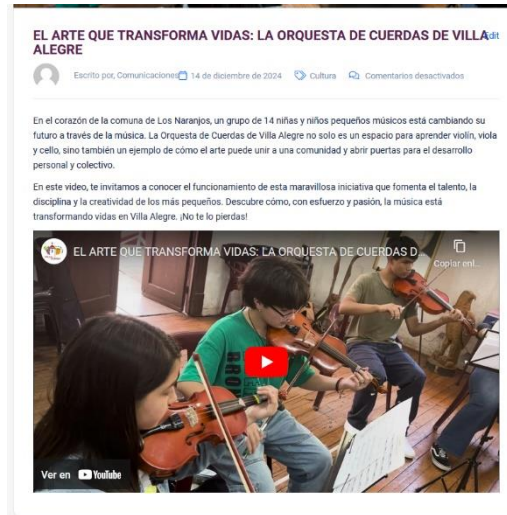 EL ARTE QUE TRANSFORMA VIDAS: LA ORQUESTA DE CUERDAS DE VILLA
ALEGRE
Edit
Escrito por, Comunicaciones 14 de diciembre de 2024 Cultura Comentarios desactivados
En el corazón de la comuna de Los Naranjos, un grupo de 14 niñas y niños pequeños músicos está cambiando su
futuro a través de la música. La Orquesta de Cuerdas de Villa Alegre no solo es un espacio para aprender violín, viola
y cello, sino también un ejemplo de cómo el arte puede unir a una comunidad y abrir puertas para el desarrollo
personal y colectivo.
En este video, te invitamos a conocer el funcionamiento de esta maravillosa iniciativa que fomenta el talento, la
disciplina y la creatividad de los más pequeños. Descubre cómo, con esfuerzo y pasión, la música está
transformando vidas en Villa Alegre. ¡No te lo pierdas!
EL ARTE QUE TRANSFORMA VIDAS: LA ORQUESTA DE CUERDAS D...
Copiar enl...
Ver en YouTube